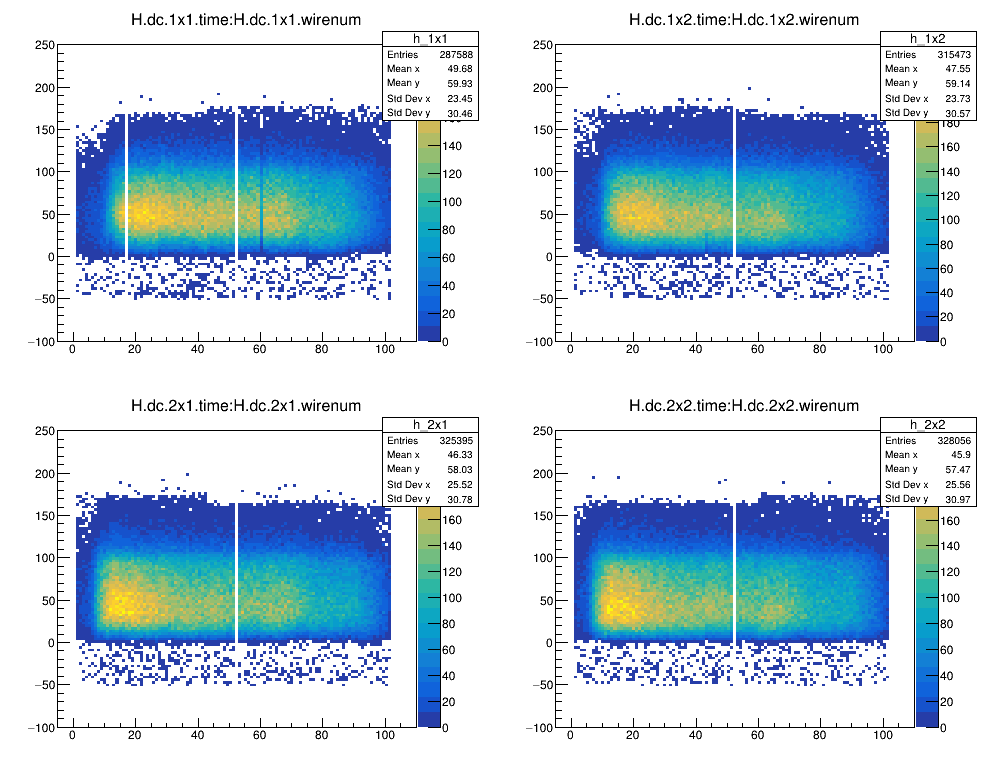 H.dc.1x1.time:H.dc.1x1.wirenum
h_1x1
Entries 287588
Mean x 49.68
Mean y 59.93
Std Dev x 23.45
Std Dev y 30.46
250
200
150
100
50
0
−50
−100
0 20 40 60 80 100
140
120
100
80
60
40
20
0
H.dc.1x2.time:H.dc.1x2.wirenum
h_1x2
Entries 315473
Mean x 47.55
Mean y 59.14
Std Dev x 23.73
Std Dev y 30.57
250
200
150
100
50
0
−50
−100
0 20 40 60 80 100
180
160
140
120
100
80
60
40
20
0
H.dc.2x1.time:H.dc.2x1.wirenum
h_2x1
Entries 325395
Mean x 46.33
Mean y 58.03
Std Dev x 25.52
Std Dev y 30.78
250
200
150
100
50
0
−50
−100
0 20 40 60 80 100
160
140
120
100
80
60
40
20
0
H.dc.2x2.time:H.dc.2x2.wirenum
h_2x2
Entries 328056
Mean x 45.9
Mean y 57.47
Std Dev x 25.56
Std Dev y 30.97
250
200
150
100
50
0
−50
−100
0 20 40 60 80 100
160
140
120
100
80
60
40
20
0